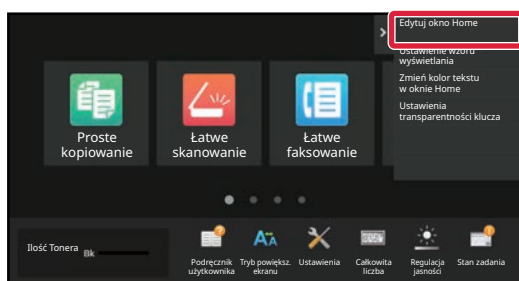 Edytuj okno Home
Ustawienie wzoru
wyświetlania
Zmień kolor tekstu
w oknie Home
Ustawienia
transparentności klucza
Proste
kopiowanie
Łatwe
skanowanie
Łatwe
faksowanie
Ilość Tonera
Bk
Podręcznik
użytkownika
Tryb powiększ.
ekranu
Ustawienia
Całkowita
liczba
Regulacja
jasności
Stan zadania